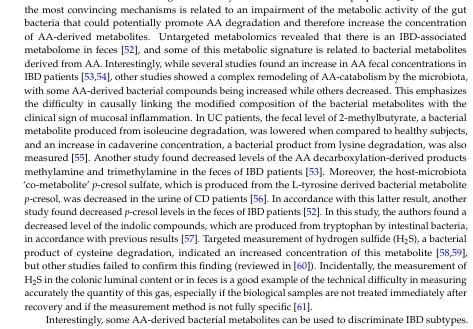 the most convincing mechanisms is related to an impairment of the metabolic activity of the gut
bacteria that could potentially promote AA degradation and therefore increase the concentration
of AA-derived metabolites. Untargeted metabolomics revealed that there is an IBD-associated
metabolome in feces [52], and some of this metabolic signature is related to bacterial metabolites
derived from AA. Interestingly, while several studies found an increase in AA fecal concentrations in
IBD patients [53,54], other studies showed a complex remodeling of AA-catabolism by the microbiota,
with some AA-derived bacterial compounds being increased while others decreased. This emphasizes
the difficulty in causally linking the modified composition of the bacterial metabolites with the
clinical sign of mucosal inflammation. In UC patients, the fecal level of 2-methylbutyrate, a bacterial
metabolite produced from isoleucine degradation, was lowered when compared to healthy subjects,
and an increase in cadaverine concentration, a bacterial product from lysine degradation, was also
measured [55]. Another study found decreased levels of the AA decarboxylation-derived products
methylamine and trimethylamine in the feces of IBD patients [53]. Moreover, the host-microbiota
‘co-metabolite’ p-cresol sulfate, which is produced from the L-tyrosine derived bacterial metabolite
p-cresol, was decreased in the urine of CD patients [56]. In accordance with this latter result, another
study found decreased p-cresol levels in the feces of IBD patients [52]. In this study, the authors found a
decreased level of the indolic compounds, which are produced from tryptophan by intestinal bacteria,
in accordance with previous results [57]. Targeted measurement of hydrogen sulfide (H₂S), a bacterial
product of cysteine degradation, indicated an increased concentration of this metabolite [58,59],
but other studies failed to confirm this finding (reviewed in [60]). Incidentally, the measurement of
H₂S in the colonic luminal content or in feces is a good example of the technical difficulty in measuring
accurately the quantity of this gas, especially if the biological samples are not treated immediately after
recovery and if the measurement method is not fully specific [61].
Interestingly, some AA-derived bacterial metabolites can be used to discriminate IBD subtypes.